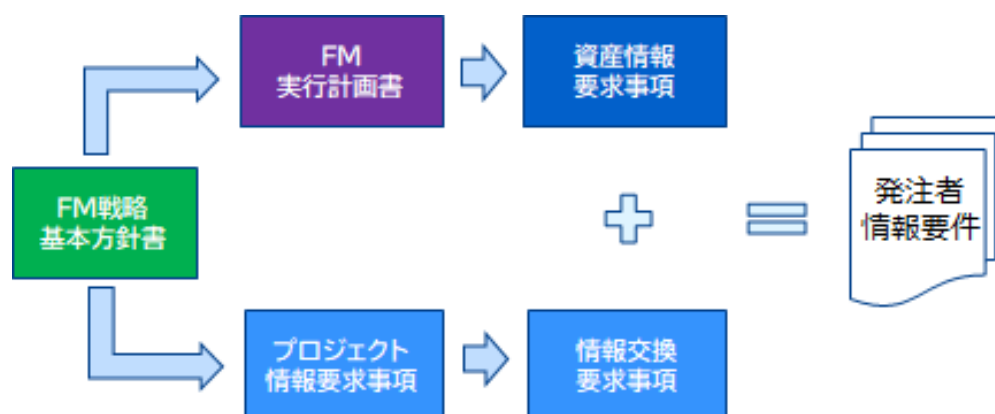 FM
実行計画書
資産情報
要求事項
FM戦略
基本方針書
発注者
情報要件
プロジェクト
情報要求事項
情報交換
要求事項